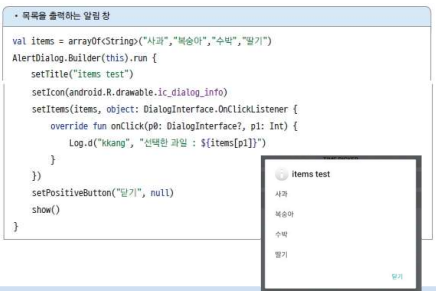 • 목록을 출력하는 알림 창
val items = arrayOf<String>("사과","복숭아","수박","딸기")
AlertDialog.Builder(this).run {
setTitle("items test")
setIcon(android.R.drawable.ic_dialog_info)
setItems(items, object: DialogInterface.OnClickListener {
override fun onClick(p0: DialogInterface?, p1: Int) {
Log.d("kkang", "선택한 과일 : ${items[p1]}")
}
})
setPositiveButton("닫기", null)
show()
}
items test
사과
복숭아
수박
딸기
닫기